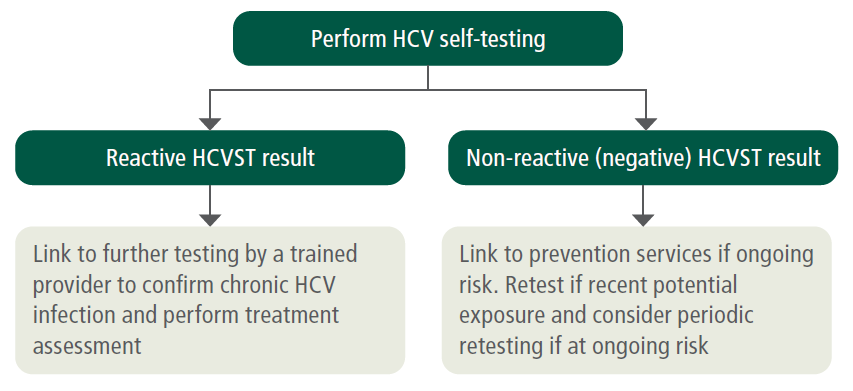 Perform HCV self-testing
Reactive HCVST result
Non-reactive (negative) HCVST result
Link to further testing by a trained
provider to confirm chronic HCV
infection and perform treatment
assessment
Link to prevention services if ongoing
risk. Retest if recent potential
exposure and consider periodic
retesting if at ongoing risk